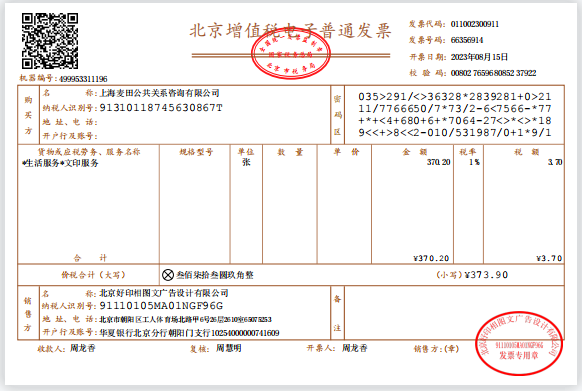 北京增值税电子普通发票
全国统一发票监制章
国家税务总局
北京市税务局
发票代码: 011002300911
发票号码: 66356914
开票日期: 2023年08月15日
校 验 码: 00802 76596 80852 37922
机器编号: 499953311196
购买方
名 称: 上海麦田公共关系咨询有限公司
纳税人识别号: 91310118745630867T
地 址、电 话:
开户行及账号:
密码区
035>291/<>36328*2839281+0>21
11/7766650/7*73/2-6<7566-*77
+*+<4+680+6+*7064-27<>*<>*18
9<<+>8<<2-010/531987/0+1*9/1
货物或应税劳务、服务名称 规格型号 单位 数 量 单 价 金 额 税率 税 额
*生活服务*文印服务 张 370.20 1% 3.70
合 计 ¥370.20 ¥3.70
价税合计（大写） ⊗叁佰柒拾叁圆玖角整 （小写）¥373.90
销售方
名 称: 北京好印相图文广告设计有限公司
纳税人识别号: 91110105MA01NGF96G
地 址、电 话: 北京市朝阳区工人体育场北路甲6号26层2610室65075253
开户行及账号: 华夏银行北京分行朝阳门支行10254000000741609
备注
收款人: 周龙香 复核: 周慧明 开票人: 周龙香 销售方:(章)
北京好印相图文广告设计有限公司
91110105MA01NGF96G
发票专用章